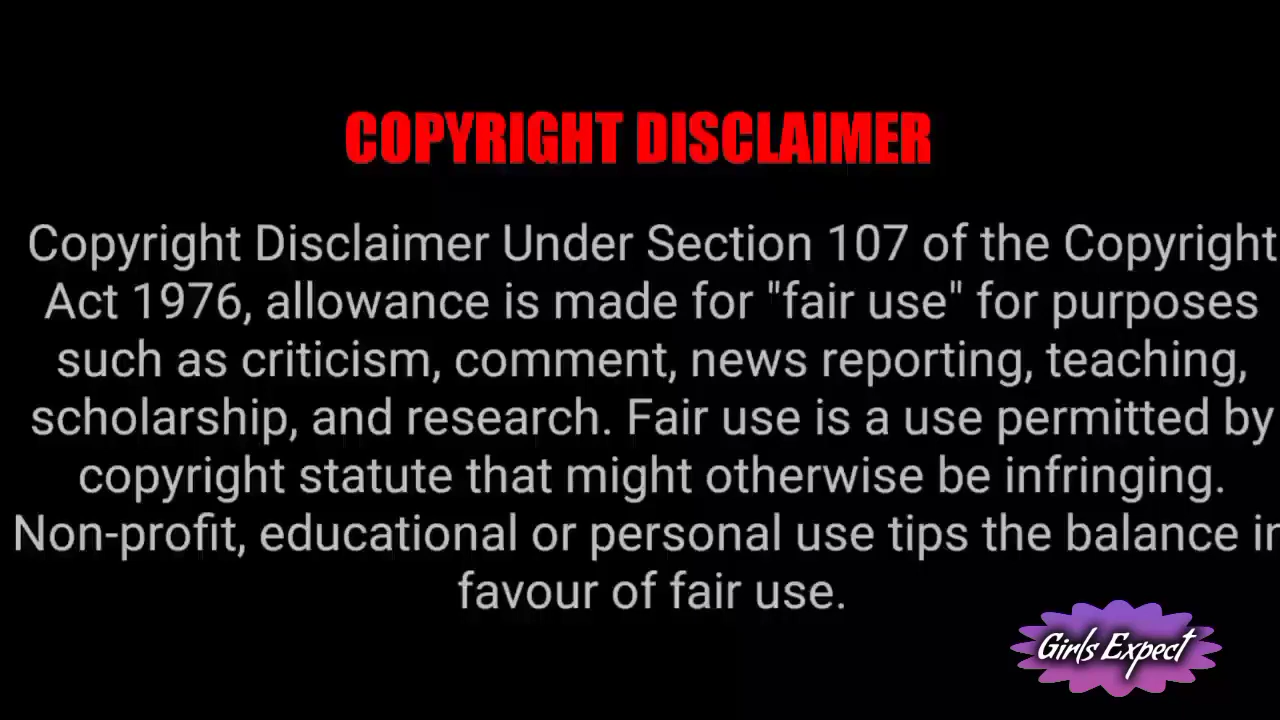 COPYRIGHT DISCLAIMER
Copyright Disclaimer Under Section 107 of the Copyright
Act 1976, allowance is made for "fair use" for purposes
such as criticism, comment, news reporting, teaching,
scholarship, and research. Fair use is a use permitted by
copyright statute that might otherwise be infringing.
Non-profit, educational or personal use tips the balance in
favour of fair use.
Girls Expect